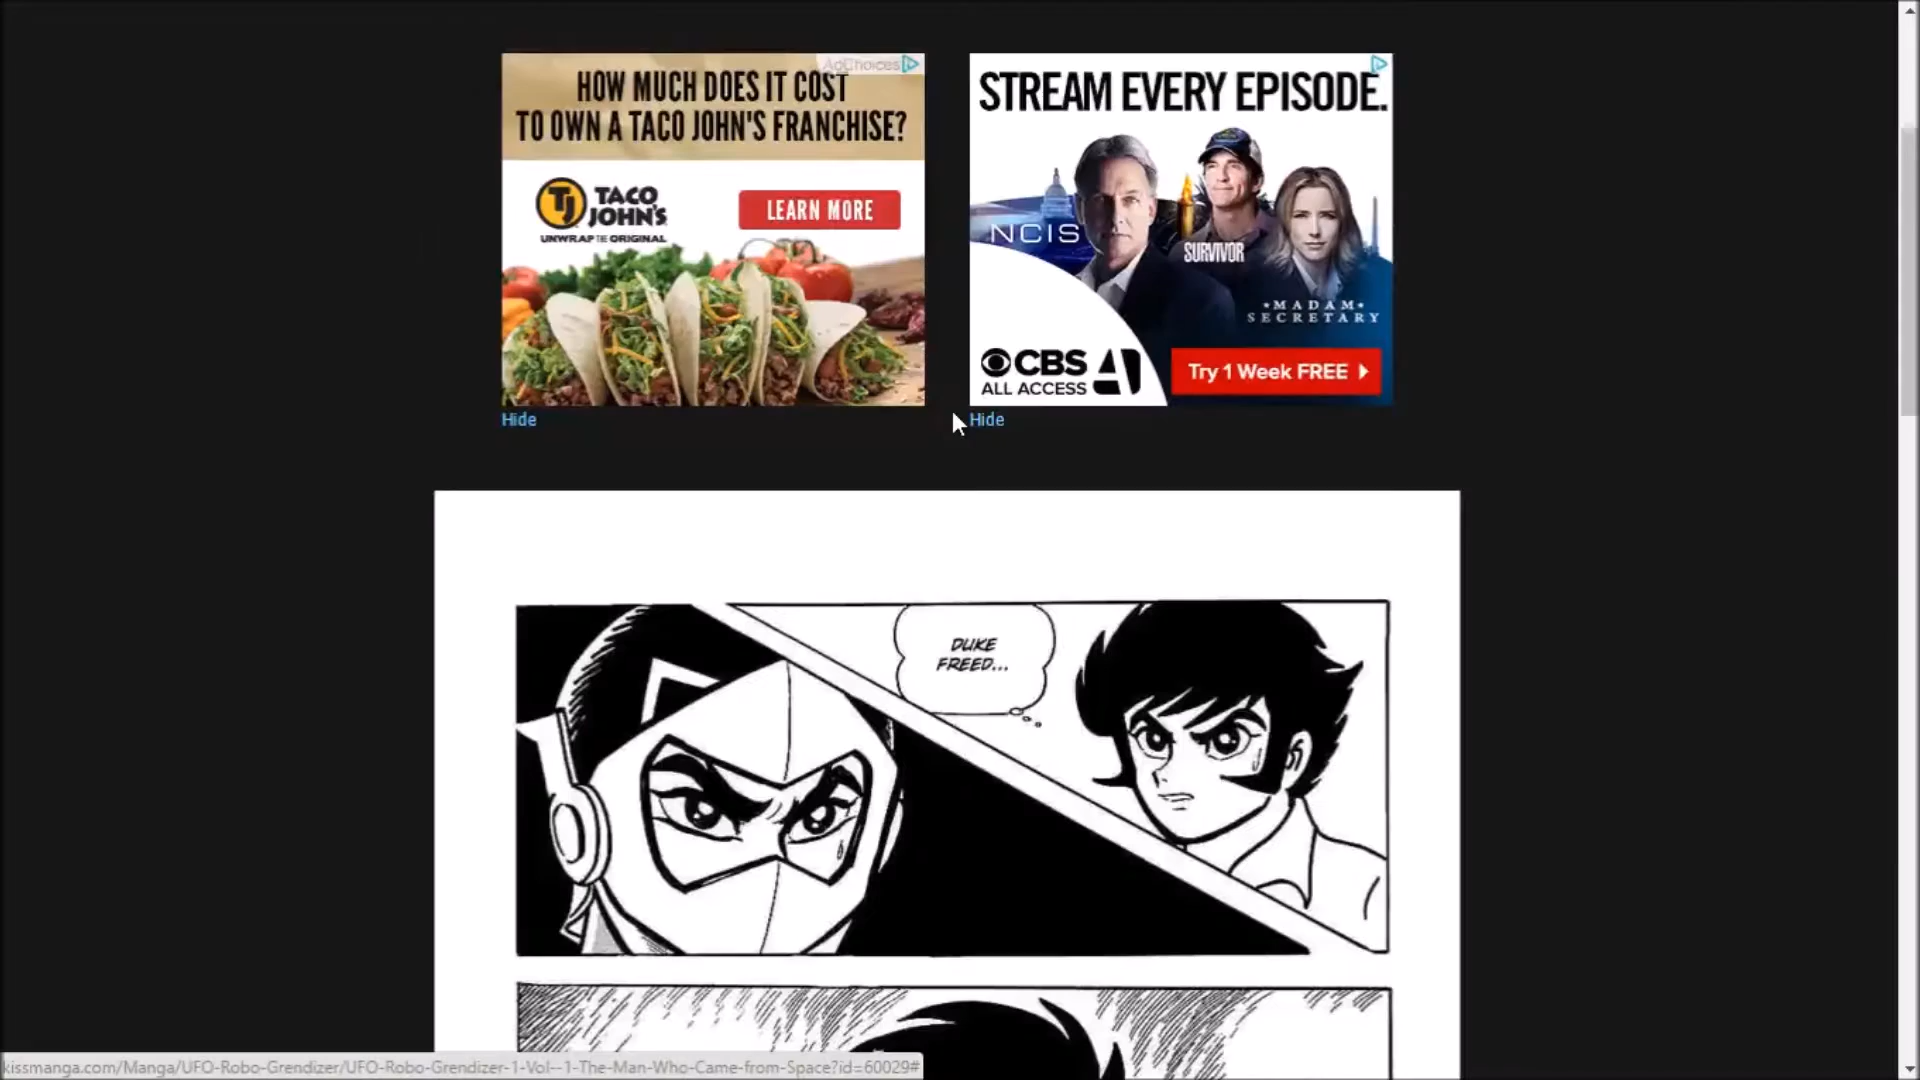 HOW MUCH DOES IT COST
TO OWN A TACO JOHN'S FRANCHISE?
AdChoices
TJ TACO
JOHN'S
UNWRAP THE ORIGINAL
LEARN MORE
Hide
STREAM EVERY EPISODE.
NCIS
SURVIVOR
MADAM
SECRETARY
CBS
ALL ACCESS
Try 1 Week FREE
Hide
DUKE
FREED...
kissmanga.com/Manga/UFO-Robo-Grendizer/UFO-Robo-Grendizer-1-Vol--1-The-Man-Who-Came-from-Space?id=60029#